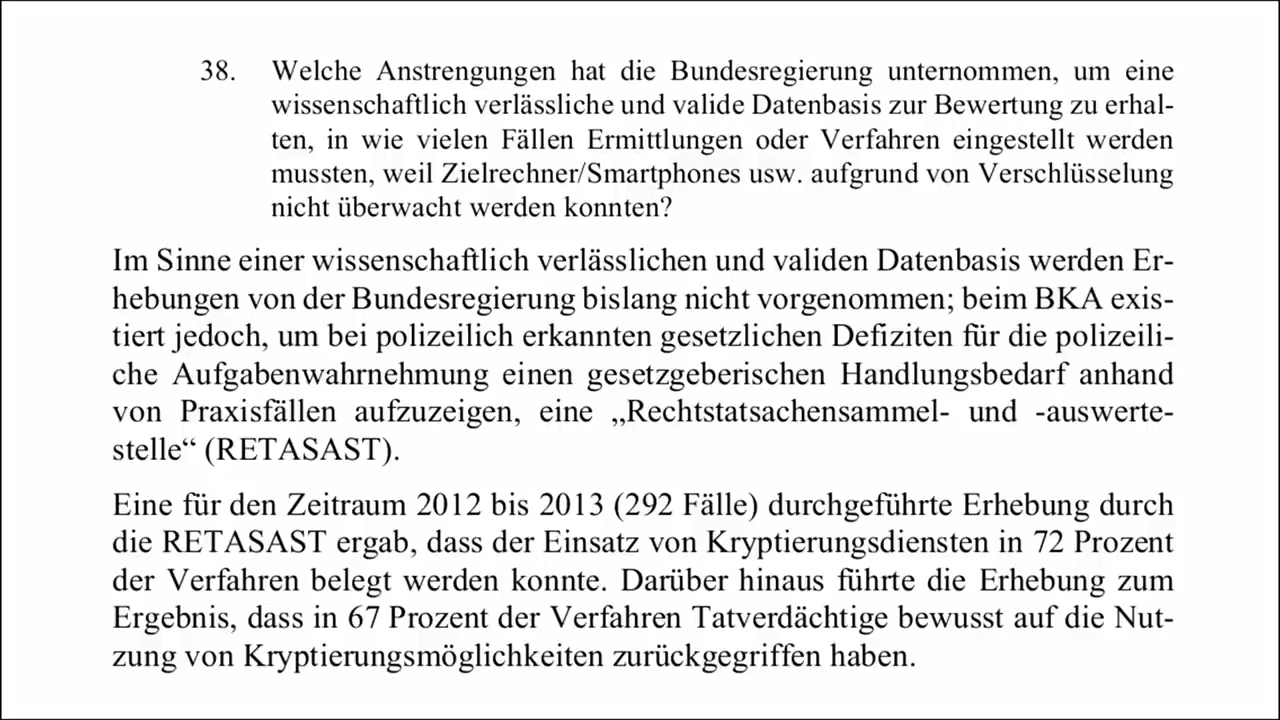 38. Welche Anstrengungen hat die Bundesregierung unternommen, um eine
wissenschaftlich verlässliche und valide Datenbasis zur Bewertung zu erhal-
ten, in wie vielen Fällen Ermittlungen oder Verfahren eingestellt werden
mussten, weil Zielrechner/Smartphones usw. aufgrund von Verschlüsselung
nicht überwacht werden konnten?
Im Sinne einer wissenschaftlich verlässlichen und validen Datenbasis werden Er-
hebungen von der Bundesregierung bislang nicht vorgenommen; beim BKA exis-
tiert jedoch, um bei polizeilich erkannten gesetzlichen Defiziten für die polizeili-
che Aufgabenwahrnehmung einen gesetzgeberischen Handlungsbedarf anhand
von Praxisfällen aufzuzeigen, eine „Rechtstatsachensammel- und -auswerte-
stelle“ (RETASAST).
Eine für den Zeitraum 2012 bis 2013 (292 Fälle) durchgeführte Erhebung durch
die RETASAST ergab, dass der Einsatz von Kryptierungsdiensten in 72 Prozent
der Verfahren belegt werden konnte. Darüber hinaus führte die Erhebung zum
Ergebnis, dass in 67 Prozent der Verfahren Tatverdächtige bewusst auf die Nut-
zung von Kryptierungsmöglichkeiten zurückgegriffen haben.